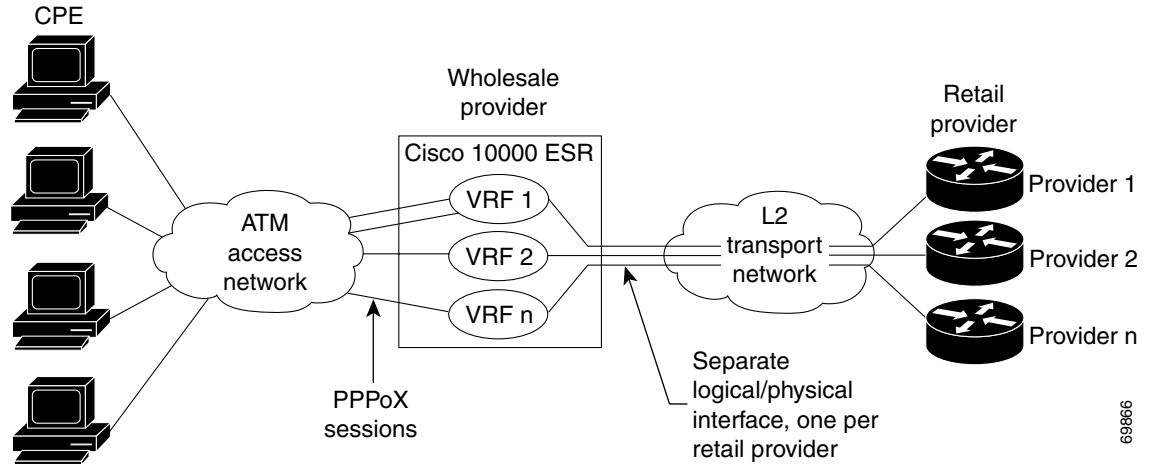 CPE
Wholesale
provider
Retail
provider
Cisco 10000 ESR
VRF 1
VRF 2
VRF n
ATM
access
network
L2
transport
network
Provider 1
Provider 2
Provider n
PPPoX
sessions
Separate
logical/physical
interface, one per
retail provider
69866